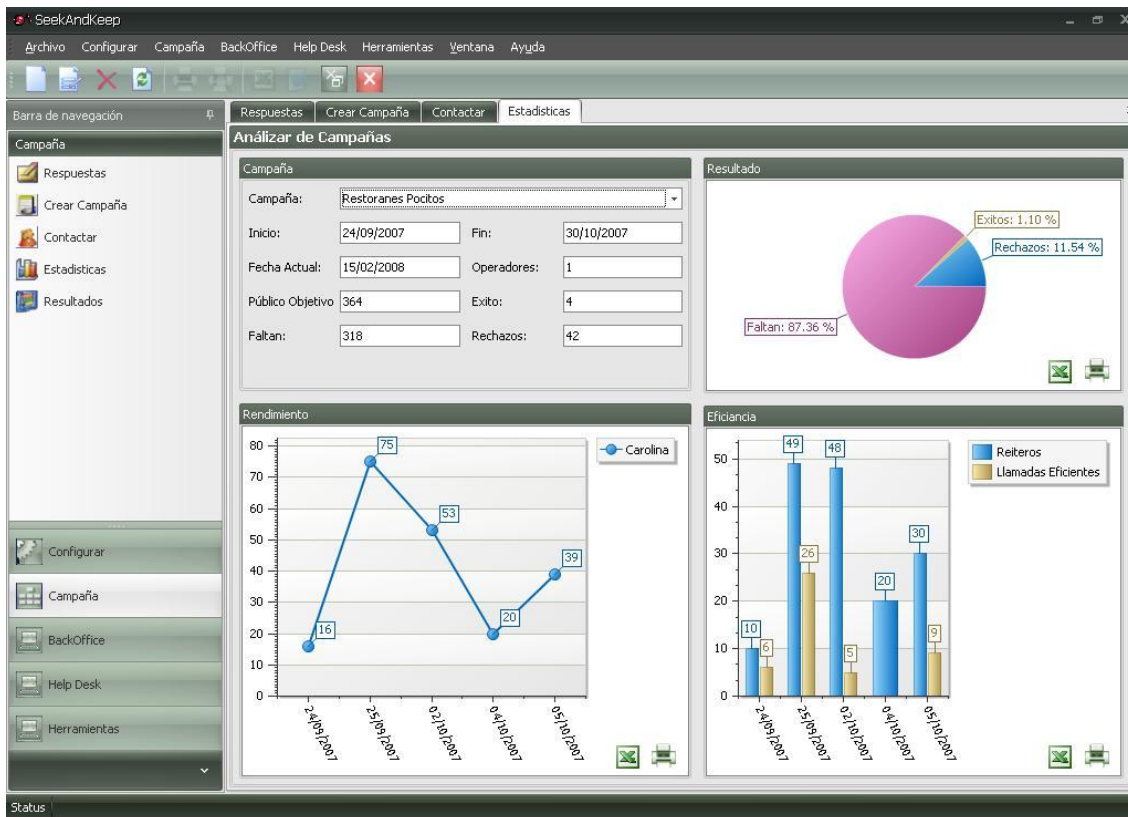 SeekAndKeep
Archivo Configurar Campaña BackOffice Help Desk Herramientas Ventana Ayuda
Barra de navegación
Campaña
Respuestas
Crear Campaña
Contactar
Estadisticas
Resultados
Configurar
Campaña
BackOffice
Help Desk
Herramientas
Respuestas Crear Campaña Contactar Estadisticas
Análizar de Campañas
Campaña
Campaña: Restoranes Pocitos
Inicio: 24/09/2007 Fin: 30/10/2007
Fecha Actual: 15/02/2008 Operadores: 1
Público Objetivo 364 Exito: 4
Faltan: 318 Rechazos: 42
Resultado
Exitos: 1.10 %
Rechazos: 11.54 %
Faltan: 87.36 %
Rendimiento
80
70
60
50
40
30
20
10
0
16
75
53
20
39
24/09/2007 25/09/2007 02/10/2007 04/10/2007 05/10/2007
Carolina
Eficiancia
50
40
30
20
10
0
10
6
49
26
48
5
20
30
9
24/09/2007 25/09/2007 02/10/2007 04/10/2007 05/10/2007
Reiteros
Llamadas Eficientes
Status